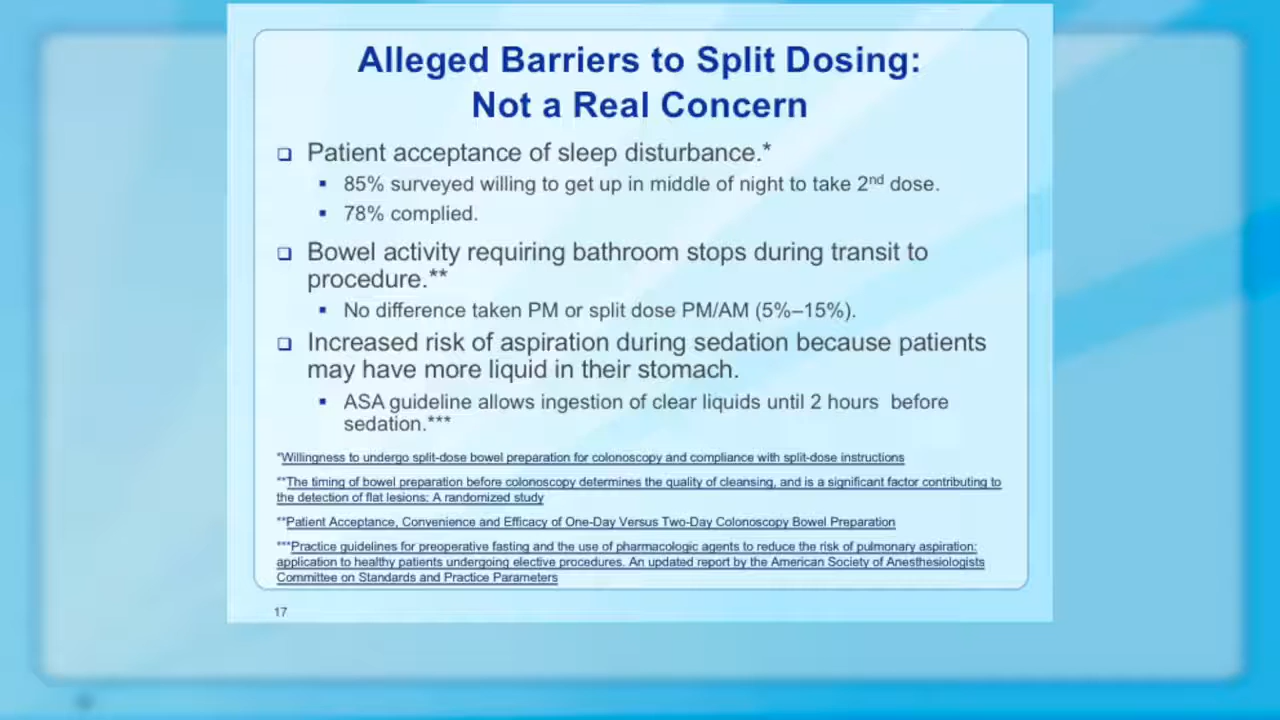 Alleged Barriers to Split Dosing:
Not a Real Concern
Patient acceptance of sleep disturbance.*
85% surveyed willing to get up in middle of night to take 2nd dose.
78% complied.
Bowel activity requiring bathroom stops during transit to
procedure.**
No difference taken PM or split dose PM/AM (5%–15%).
Increased risk of aspiration during sedation because patients
may have more liquid in their stomach.
ASA guideline allows ingestion of clear liquids until 2 hours before
sedation.***
*Willingness to undergo split-dose bowel preparation for colonoscopy and compliance with split-dose instructions
**The timing of bowel preparation before colonoscopy determines the quality of cleansing, and is a significant factor contributing to
the detection of flat lesions: A randomized study
**Patient Acceptance, Convenience and Efficacy of One-Day Versus Two-Day Colonoscopy Bowel Preparation
***Practice guidelines for preoperative fasting and the use of pharmacologic agents to reduce the risk of pulmonary aspiration:
application to healthy patients undergoing elective procedures. An updated report by the American Society of Anesthesiologists
Committee on Standards and Practice Parameters
17